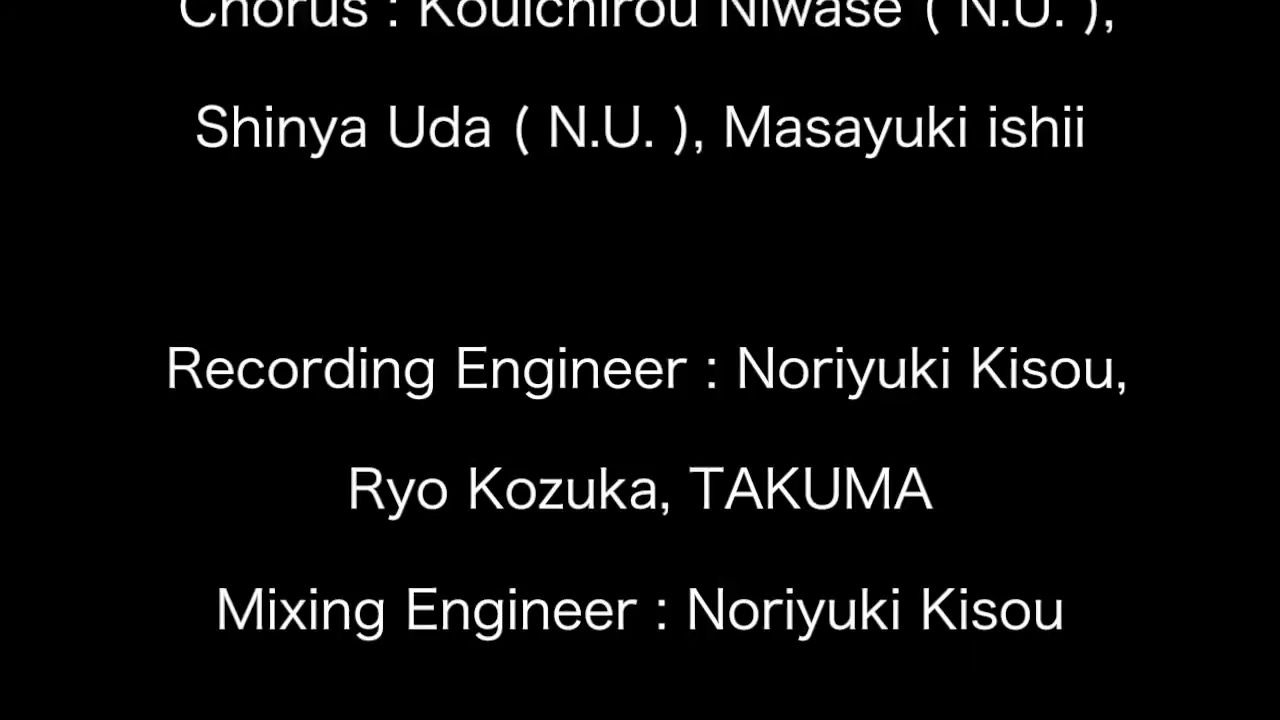 Chorus : Kouichirou Niwase ( N.U. ),
Shinya Uda ( N.U. ), Masayuki ishii
Recording Engineer : Noriyuki Kisou,
Ryo Kozuka, TAKUMA
Mixing Engineer : Noriyuki Kisou